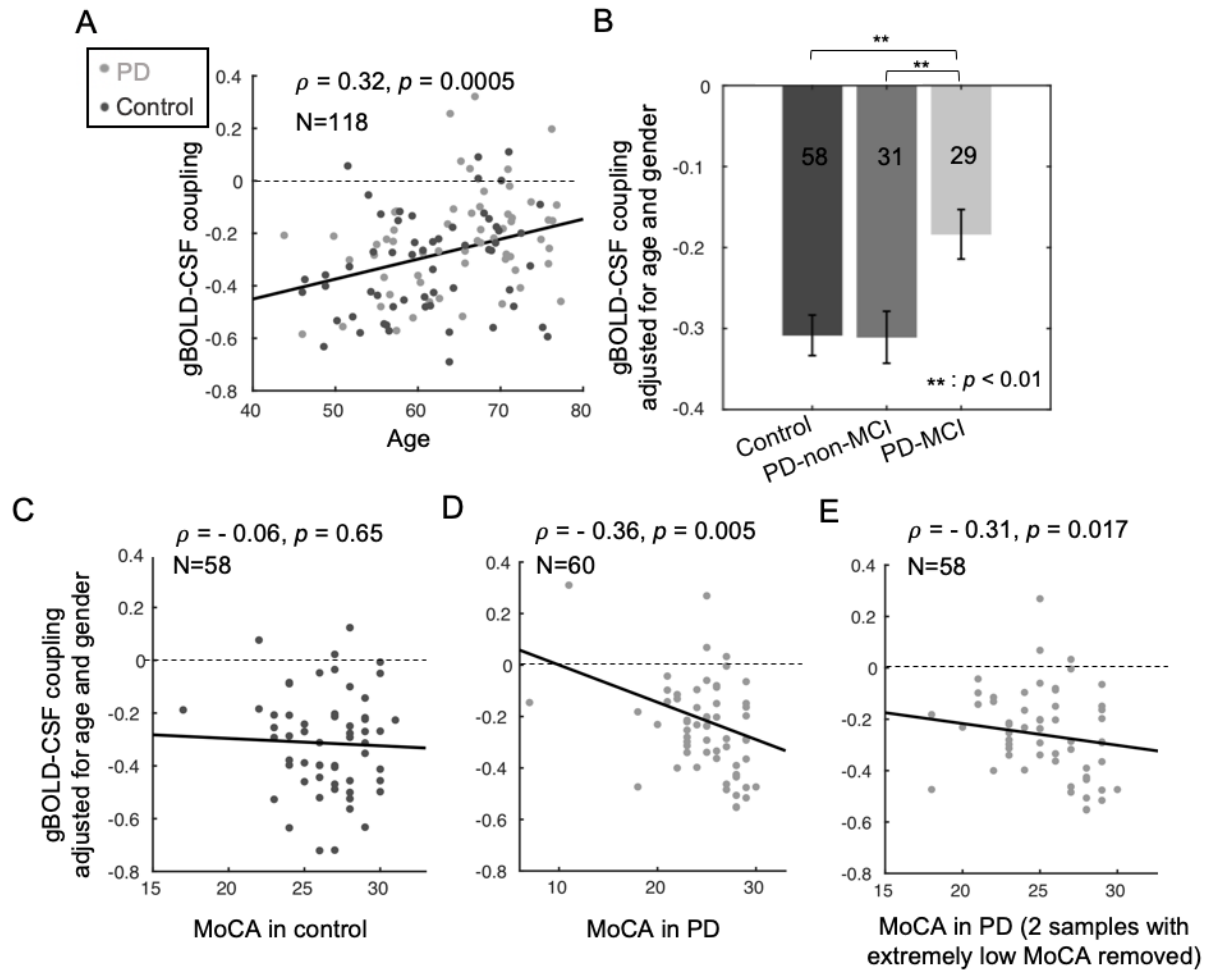 A
PD
Control
ρ = 0.32, p = 0.0005
N=118
0.4
0.2
0
-0.2
-0.4
-0.6
-0.8
gBOLD-CSF coupling
40 50 60 70 80
Age
B
**
**
0
-0.1
-0.2
-0.3
-0.4
gBOLD-CSF coupling
adjusted for age and gender
58 31 29
** : p < 0.01
Control
PD-non-MCI
PD-MCI
C
ρ = - 0.06, p = 0.65
N=58
0.4
0.2
0
-0.2
-0.4
-0.6
-0.8
gBOLD-CSF coupling
adjusted for age and gender
15 20 25 30
MoCA in control
D
ρ = - 0.36, p = 0.005
N=60
0.4
0.2
0
-0.2
-0.4
-0.6
-0.8
10 20 30
MoCA in PD
E
ρ = - 0.31, p = 0.017
N=58
0.4
0.2
0
-0.2
-0.4
-0.6
-0.8
15 20 25 30
MoCA in PD (2 samples with
extremely low MoCA removed)